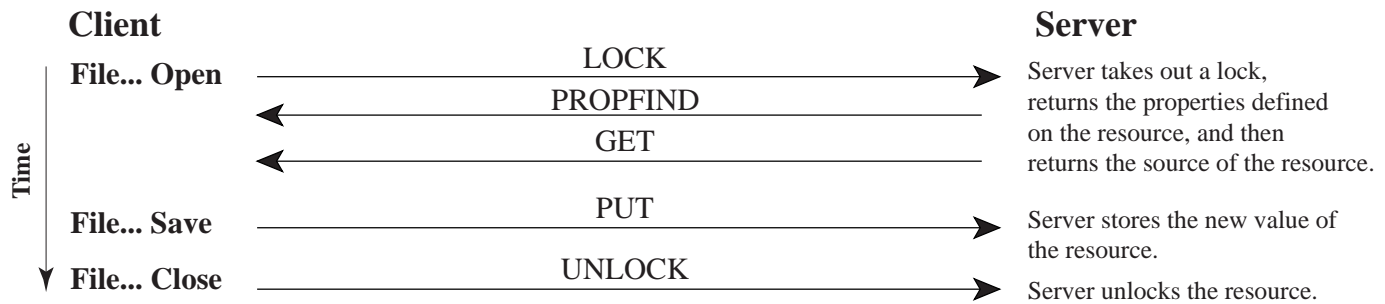 Client
Server
File... Open
LOCK
Server takes out a lock,
returns the properties defined
on the resource, and then
returns the source of the resource.
PROPFIND
GET
Time
File... Save
PUT
Server stores the new value of
the resource.
File... Close
UNLOCK
Server unlocks the resource.